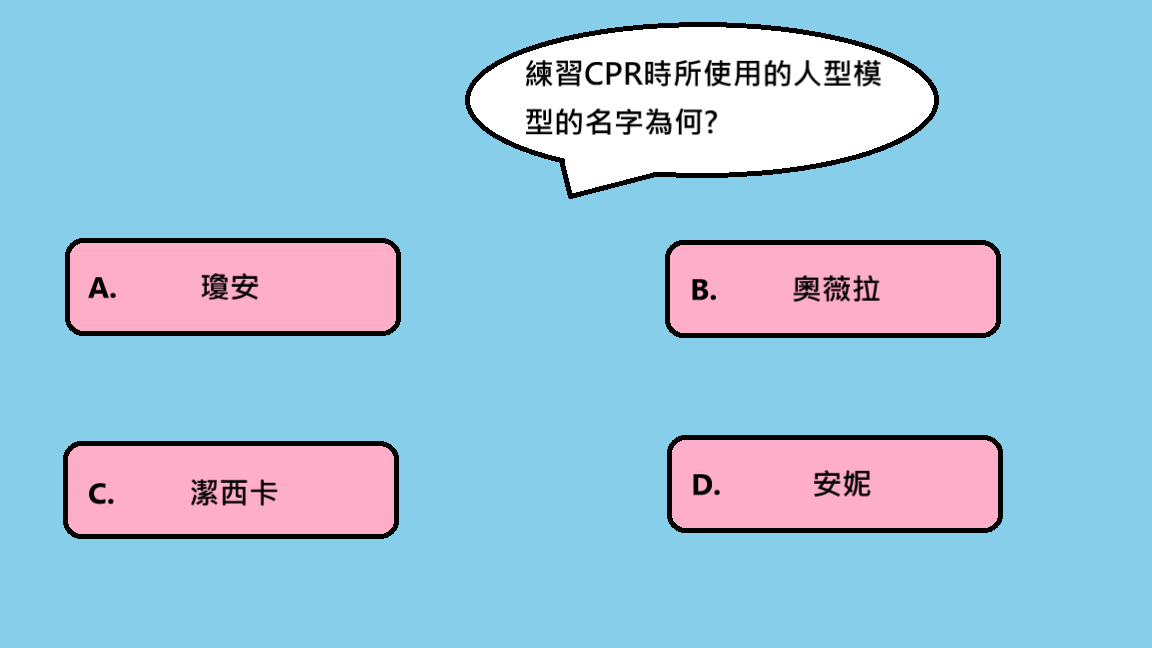 練習CPR時所使用的人型模
型的名字為何?
A. 瓊安
B. 奧薇拉
C. 潔西卡
D. 安妮